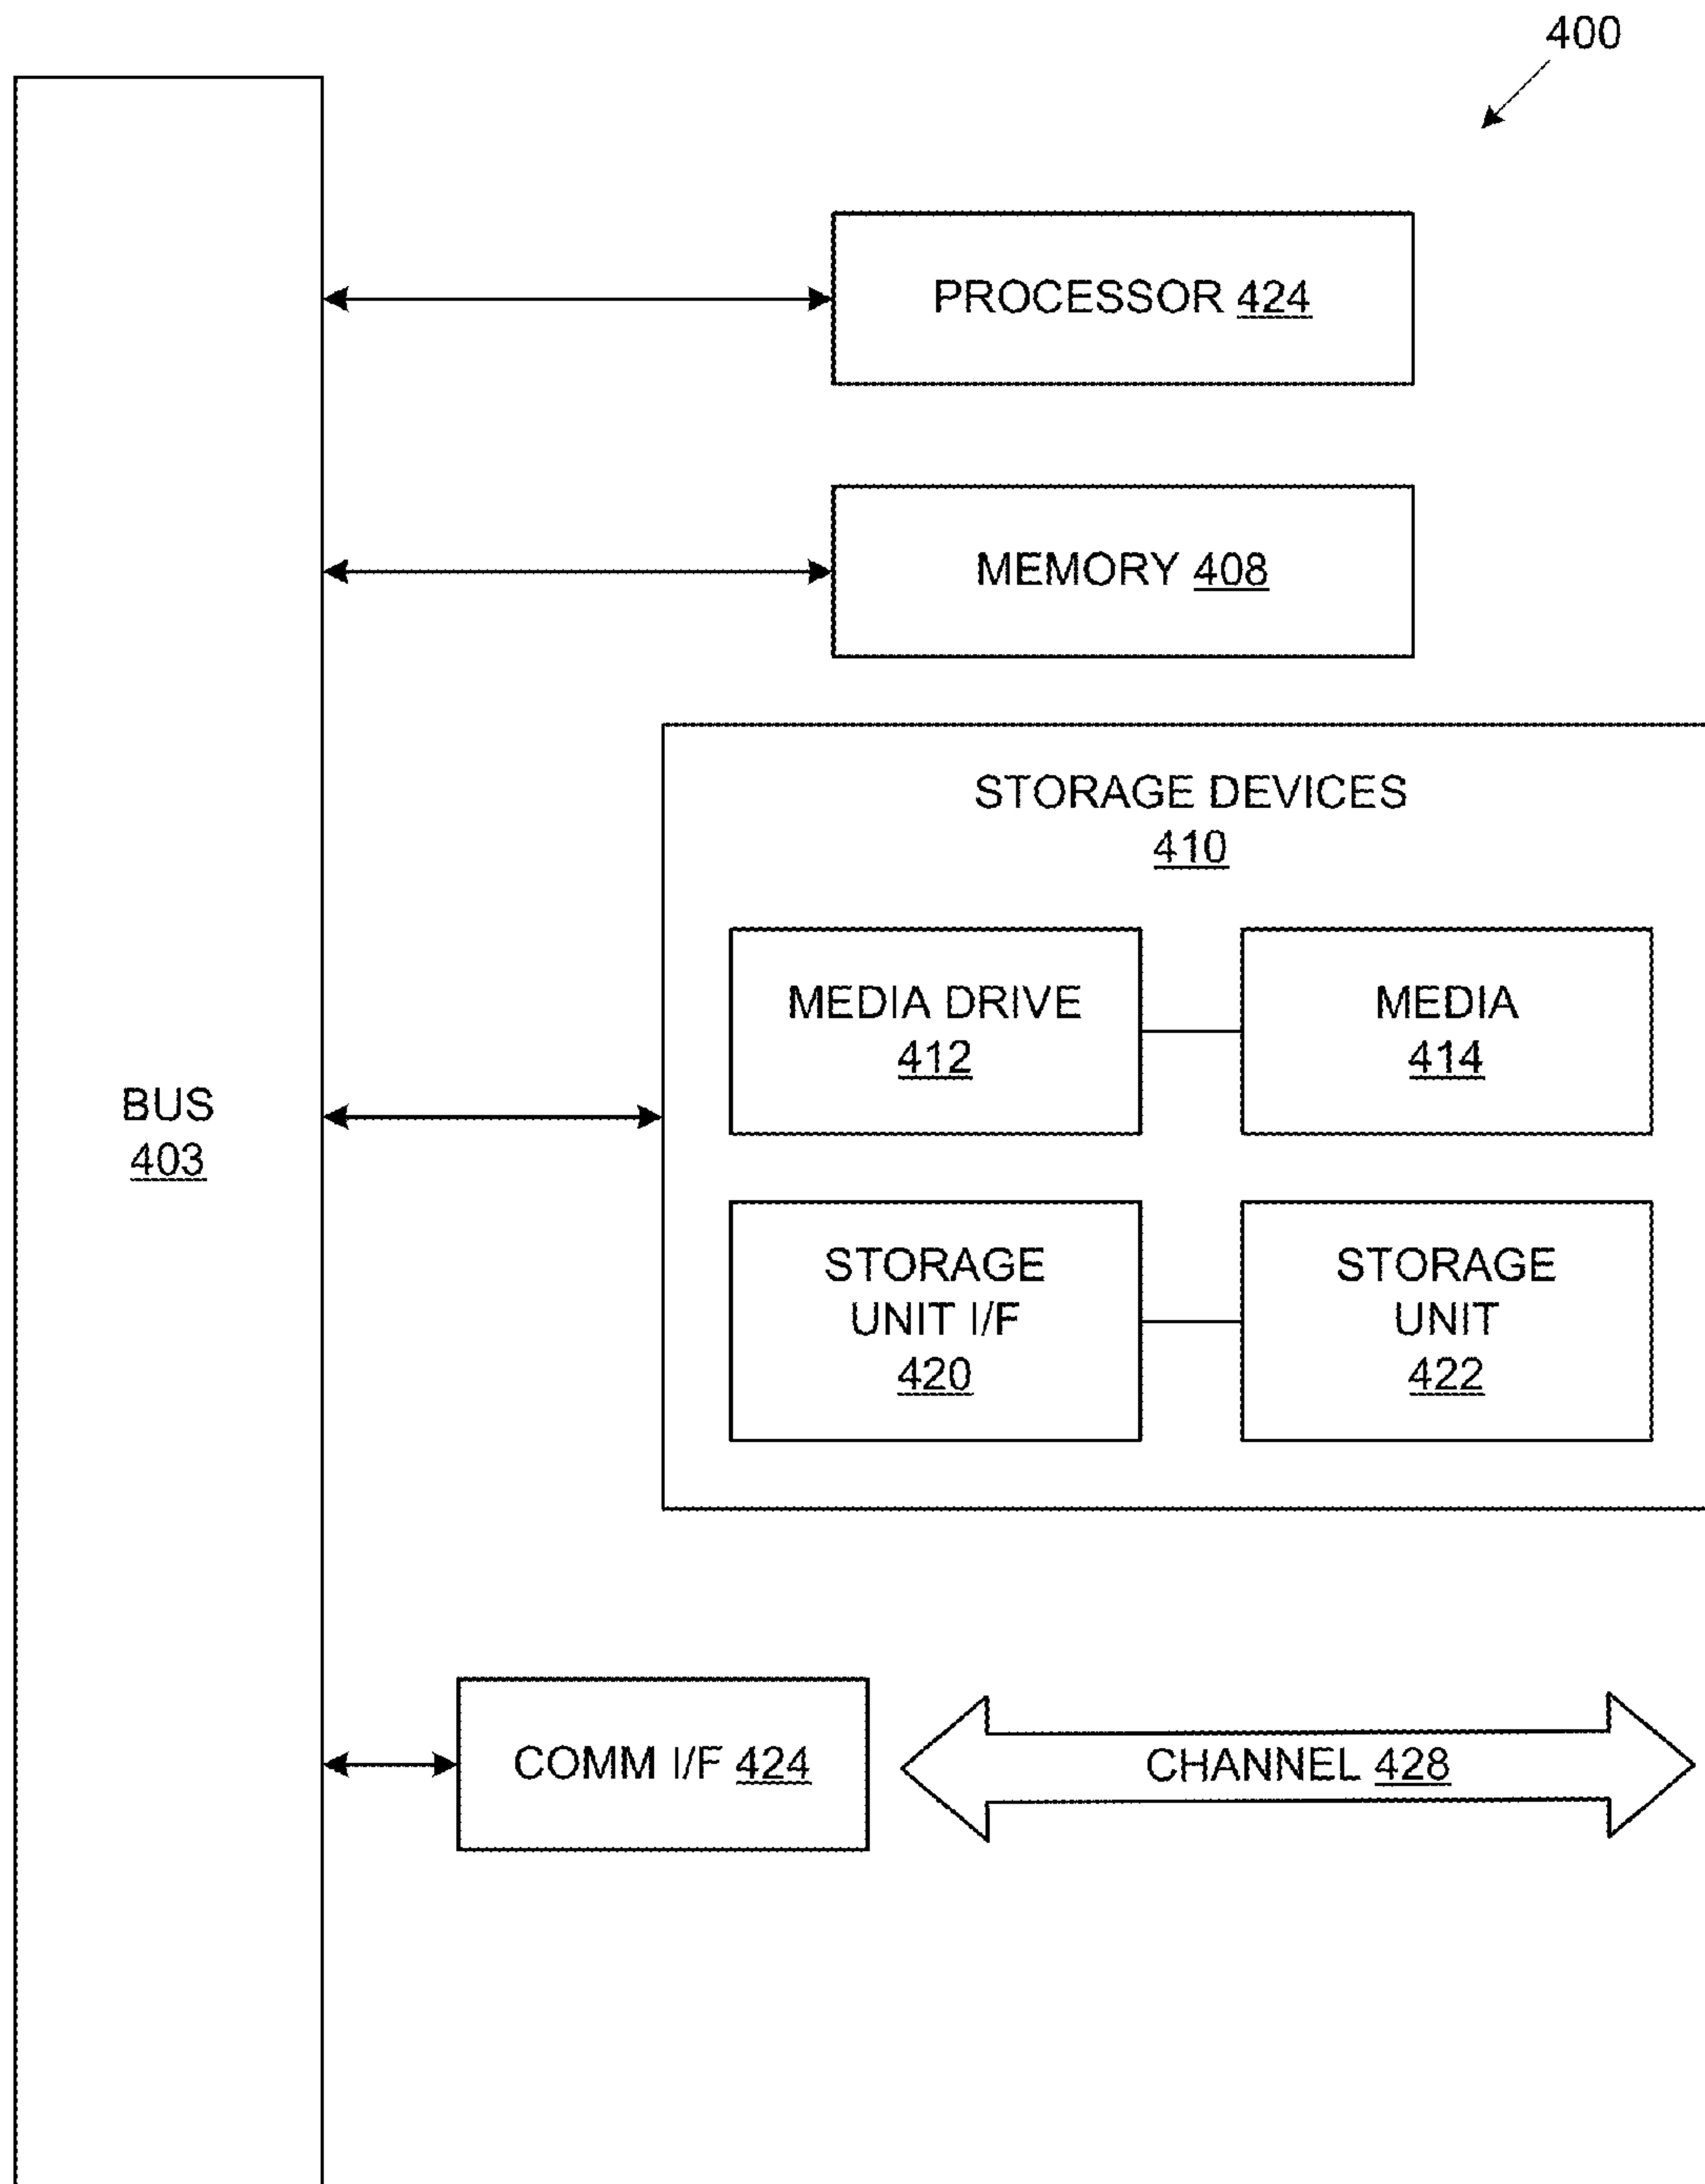 400
PROCESSOR 424
MEMORY 408
STORAGE DEVICES
410
MEDIA DRIVE
412
MEDIA
414
BUS
403
STORAGE
UNIT I/F
420
STORAGE
UNIT
422
COMM I/F 424
CHANNEL 428